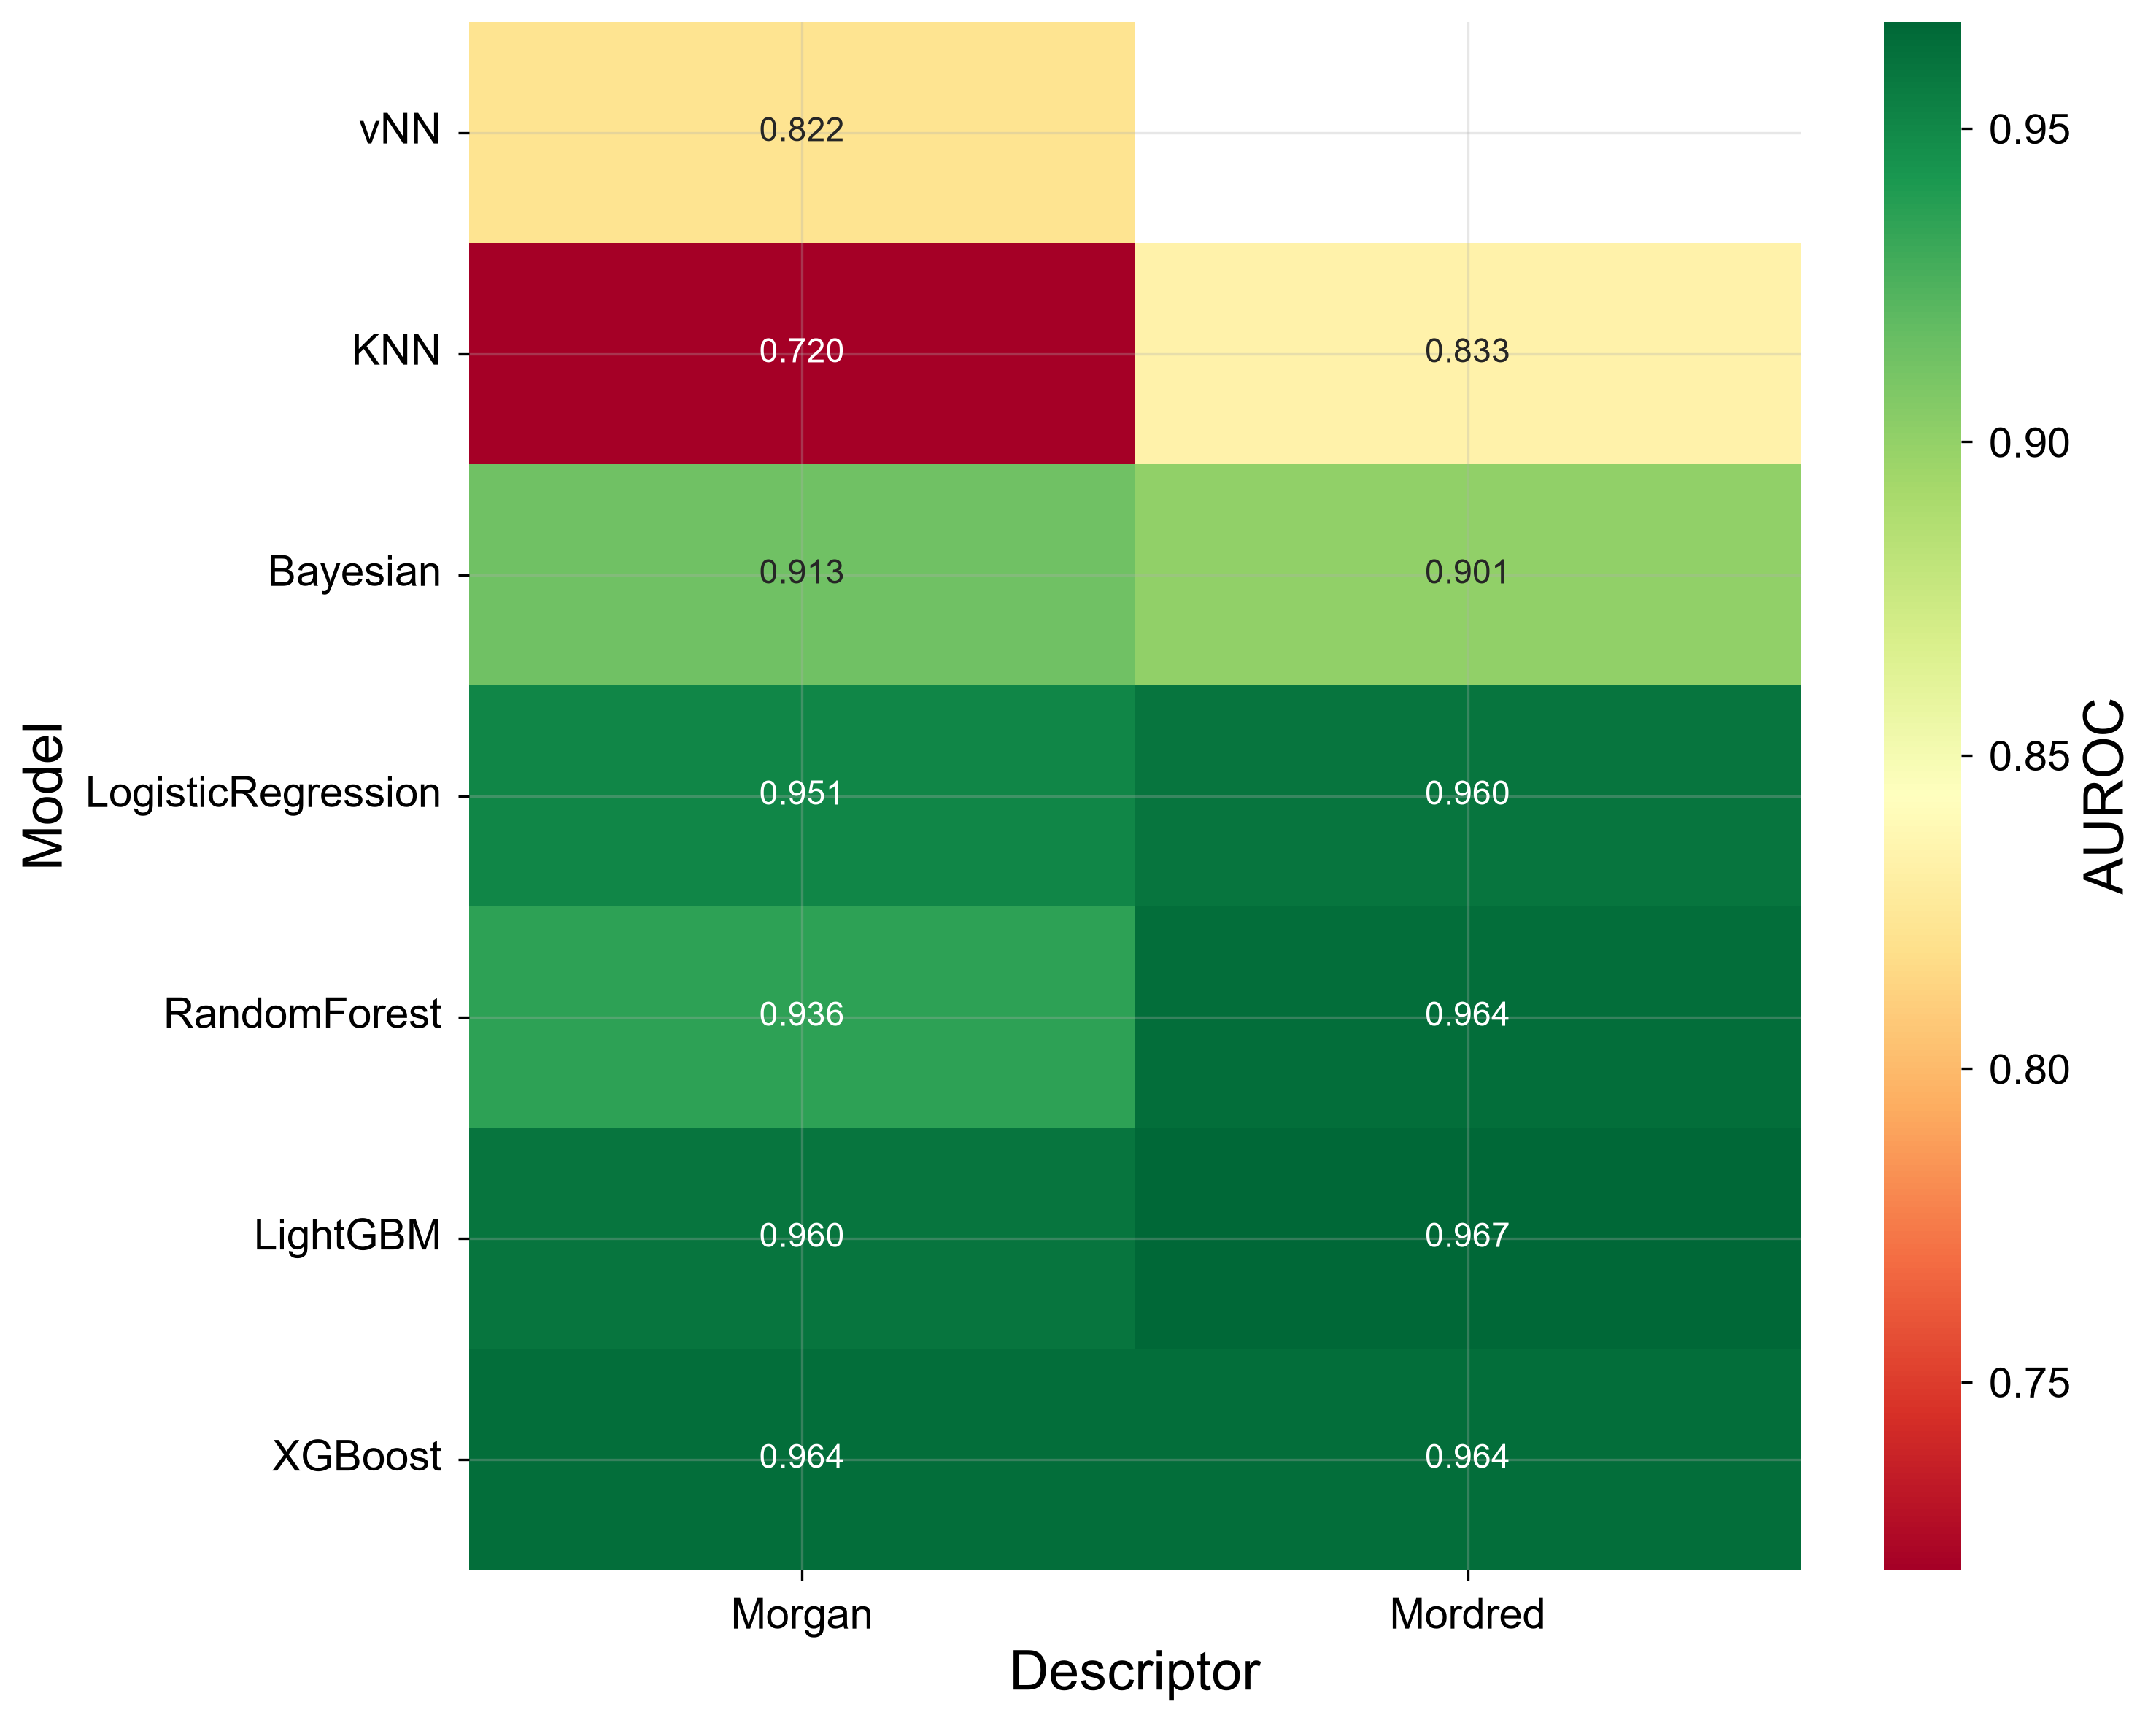 Model
vNN
KNN
Bayesian
LogisticRegression
RandomForest
LightGBM
XGBoost
0.822
0.720 0.833
0.913 0.901
0.951 0.960
0.936 0.964
0.960 0.967
0.964 0.964
Morgan Mordred
Descriptor
0.95
0.90
0.85
0.80
0.75
AUROC